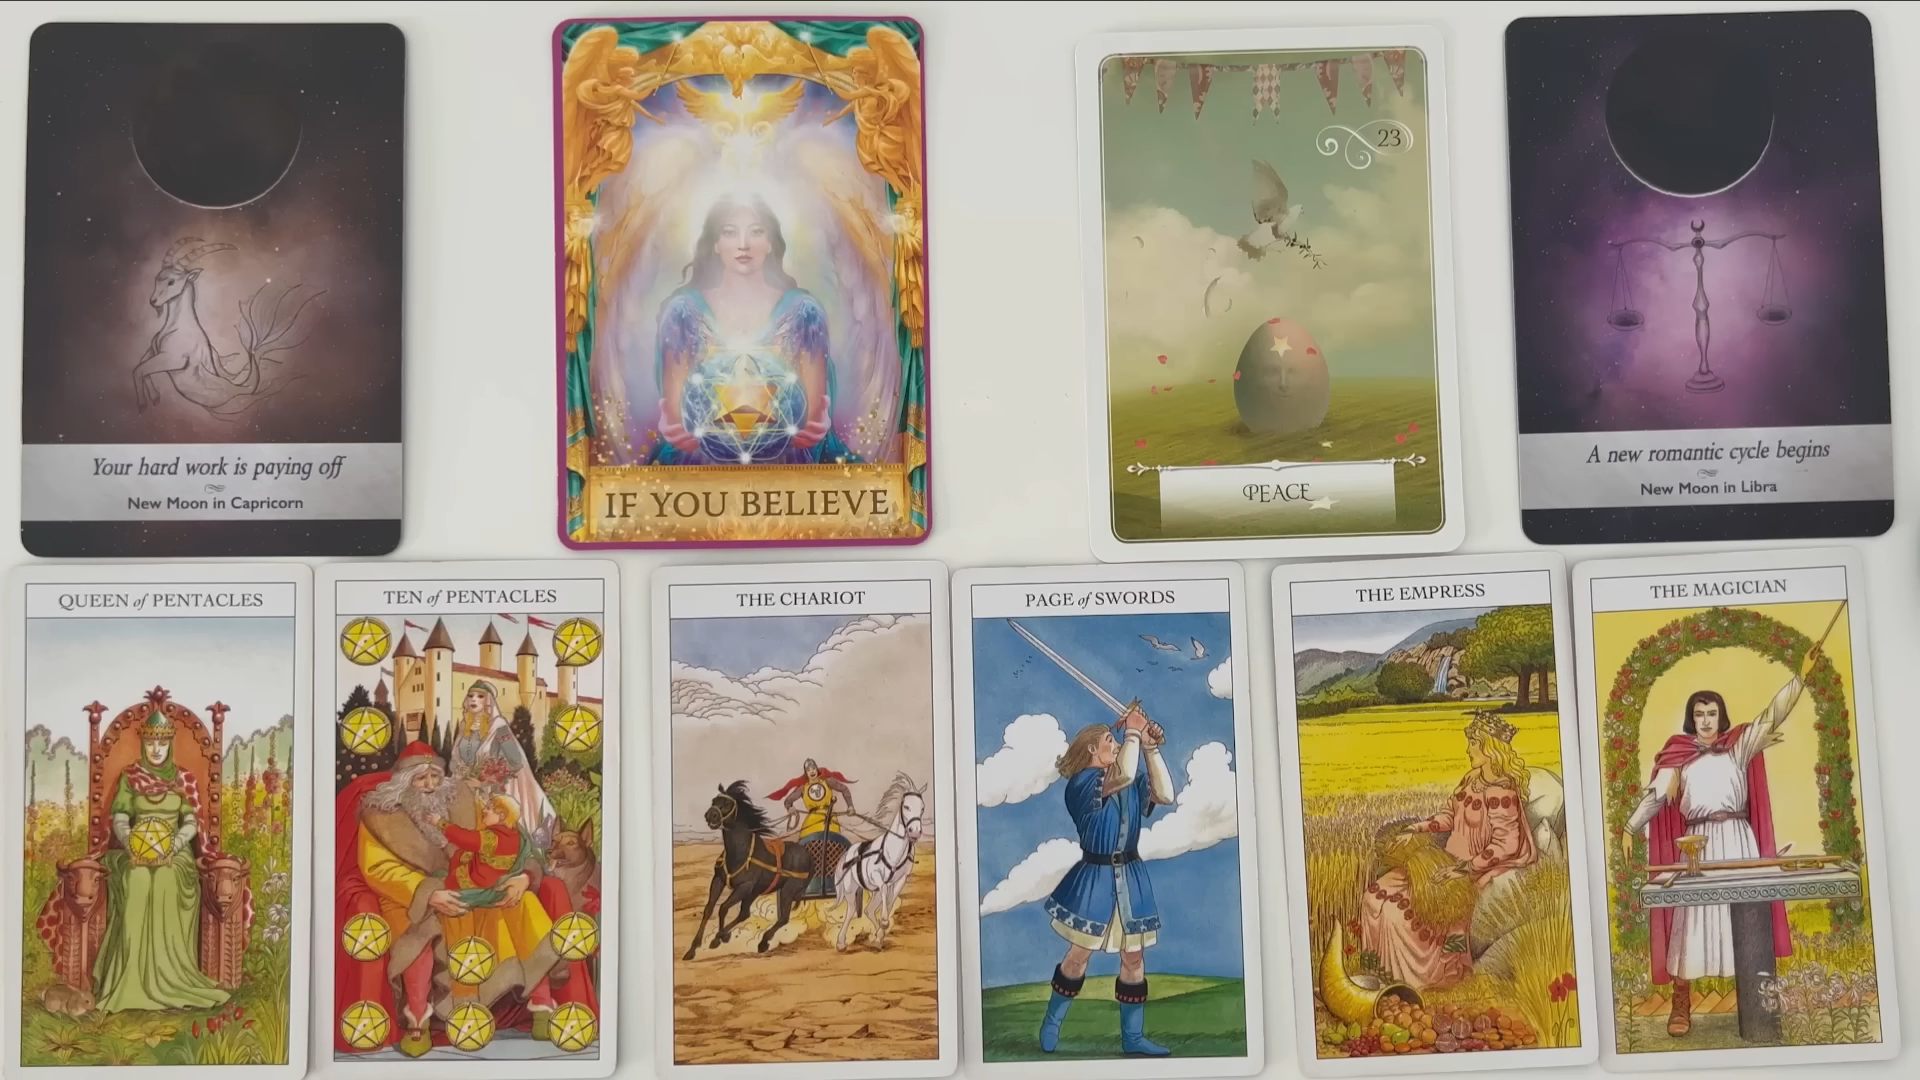 Your hard work is paying off
New Moon in Capricorn
IF YOU BELIEVE
23
PEACE
A new romantic cycle begins
New Moon in Libra
QUEEN of PENTACLES
TEN of PENTACLES
THE CHARIOT
PAGE of SWORDS
THE EMPRESS
THE MAGICIAN